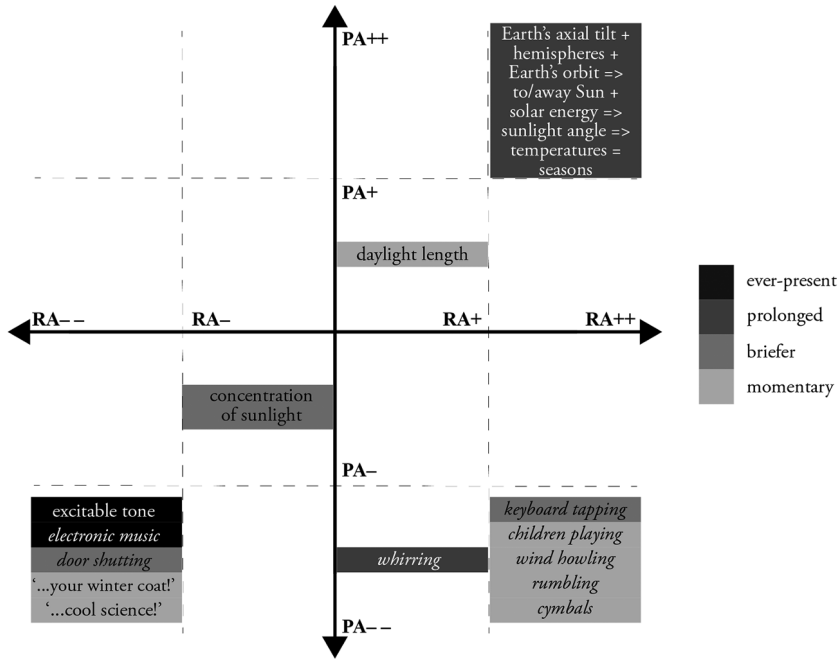 PA++
Earth's axial tilt +
hemispheres +
Earth's orbit =>
to/away Sun +
solar energy =>
sunlight angle =>
temperatures =
seasons
PA+
daylight length
ever-present
prolonged
briefer
momentary
RA– –
RA–
RA+
RA++
concentration
of sunlight
PA–
excitable tone
electronic music
door shutting
‘...your winter coat!’
‘...cool science!’
whirring
keyboard tapping
children playing
wind howling
rumbling
cymbals
PA– –